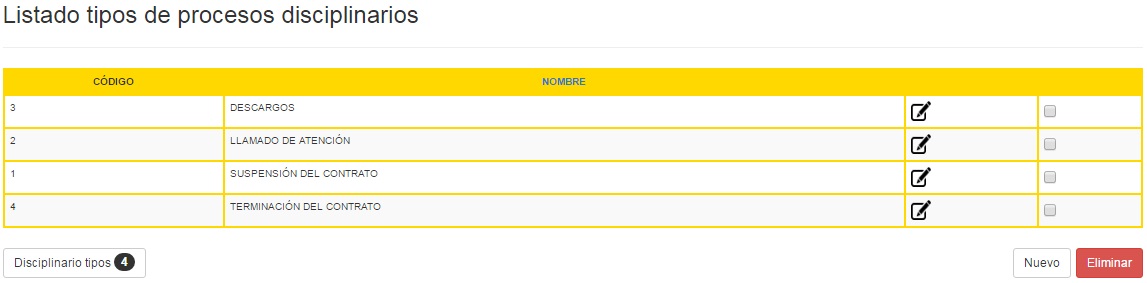 Listado tipos de procesos disciplinarios
CÓDIGO NOMBRE
3 DESCARGOS
2 LLAMADO DE ATENCIÓN
1 SUSPENSIÓN DEL CONTRATO
4 TERMINACIÓN DEL CONTRATO
Disciplinario tipos 4 Nuevo Eliminar